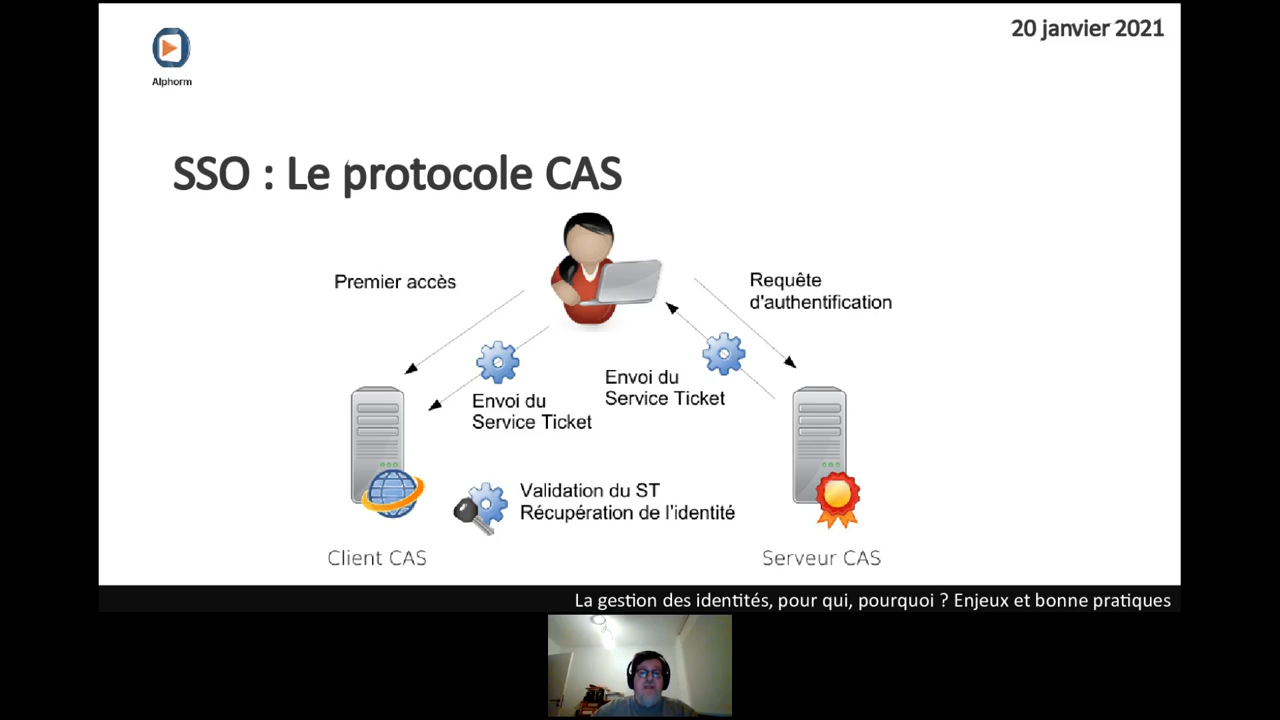 20 janvier 2021
Alphorm
SSO : Le protocole CAS
Premier accès
Requête
d'authentification
Envoi du
Service Ticket
Envoi du
Service Ticket
Validation du ST
Récupération de l'identité
Client CAS
Serveur CAS
La gestion des identités, pour qui, pourquoi ? Enjeux et bonne pratiques